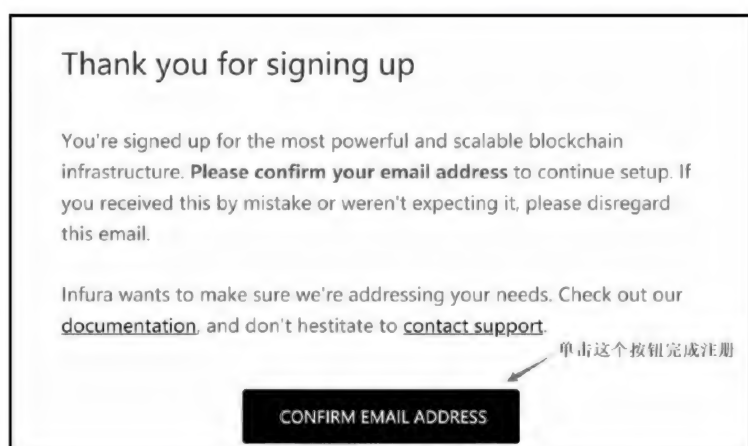 Thank you for signing up
You're signed up for the most powerful and scalable blockchain
infrastructure. Please confirm your email address to continue setup. If
you received this by mistake or weren't expecting it, please disregard
this email.
Infura wants to make sure we're addressing your needs. Check out our
documentation, and don't hestitate to contact support.
单击这个按钮完成注册
CONFIRM EMAIL ADDRESS